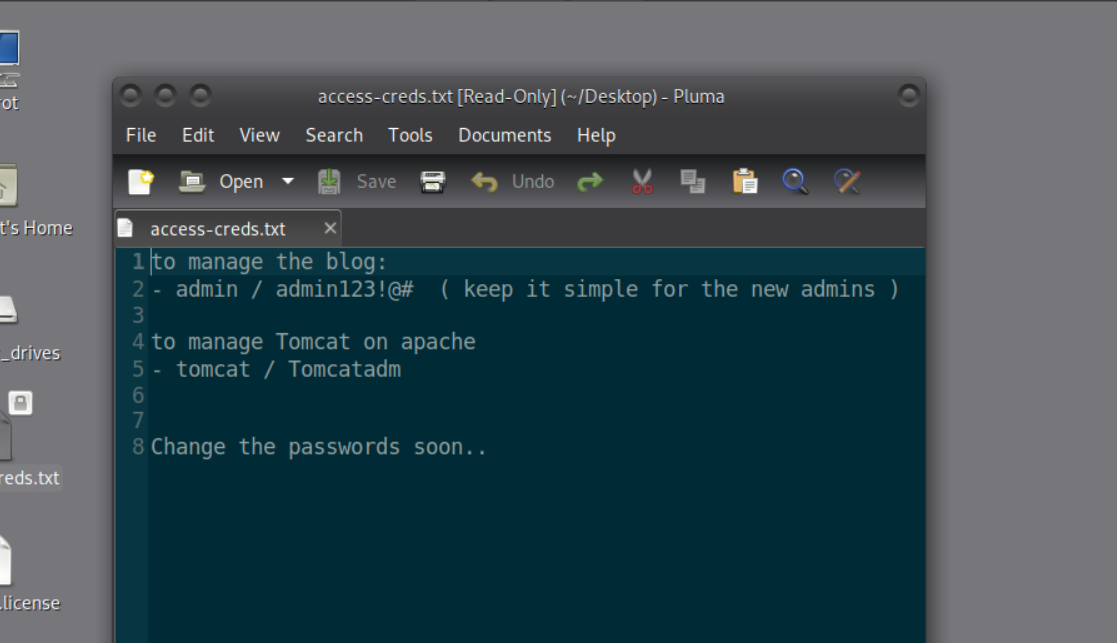 access-creds.txt [Read-Only] (~/Desktop) - Pluma
File Edit View Search Tools Documents Help
Open Save Undo
access-creds.txt
1 to manage the blog:
2 - admin / admin123!@#  ( keep it simple for the new admins )
3
4 to manage Tomcat on apache
5 - tomcat / Tomcatadm
6
7
8 Change the passwords soon..
ot
t's Home
_drives
reds.txt
.license